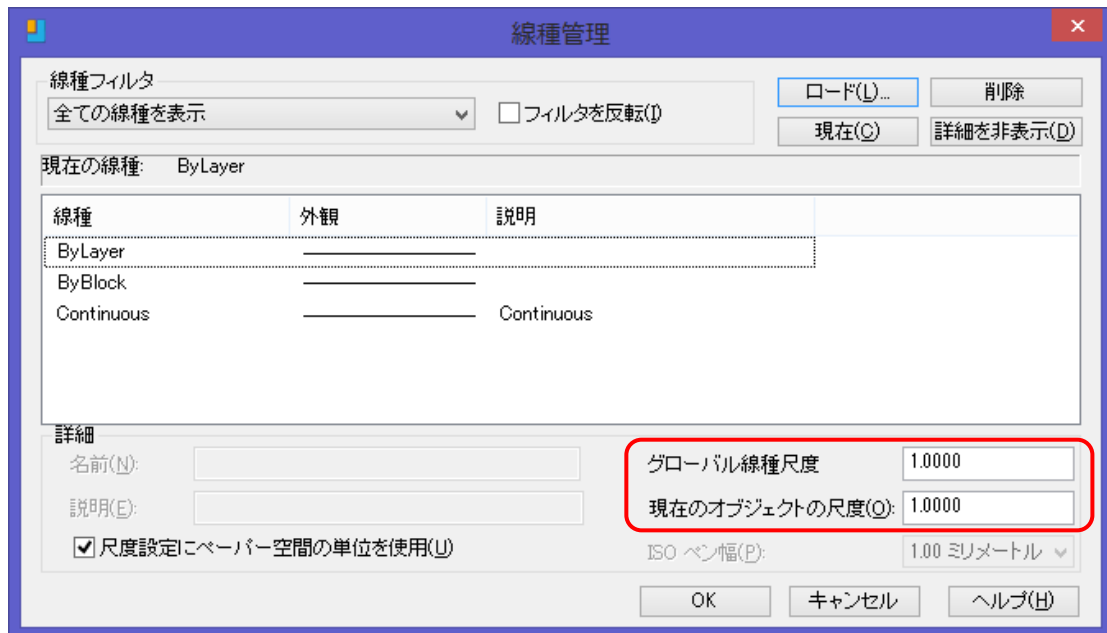 線種管理
線種フィルタ
全ての線種を表示
フィルタを反転(I)
ロード(L)...
削除
現在(C)
詳細を非表示(D)
現在の線種: ByLayer
線種 外観 説明
ByLayer
ByBlock
Continuous Continuous
詳細
名前(N):
説明(E):
尺度設定にペーパー空間の単位を使用(U)
グローバル線種尺度 1.0000
現在のオブジェクトの尺度(O): 1.0000
ISO ペン幅(P): 1.00 ミリメートル
OK キャンセル ヘルプ(H)